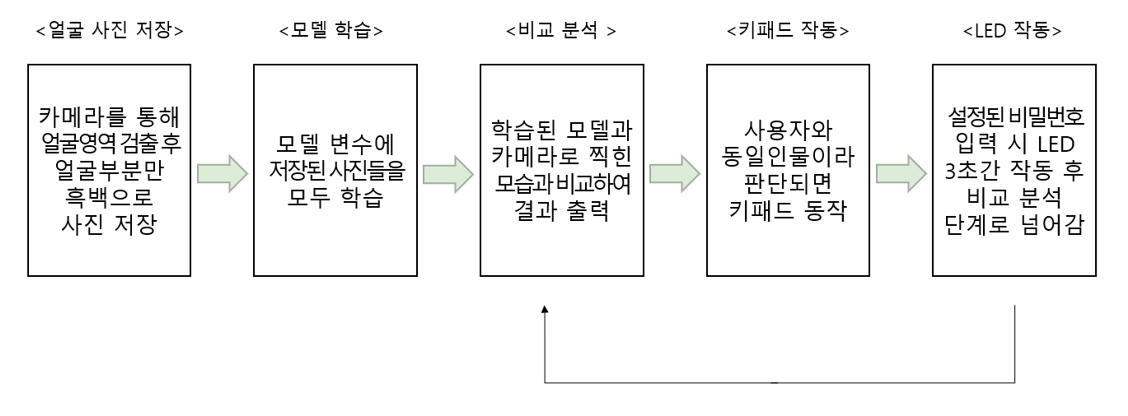 <얼굴 사진 저장>
<모델 학습>
<비교 분석 >
<키패드 작동>
<LED 작동>
카메라를 통해
얼굴영역 검출 후
얼굴부분만
흑백으로
사진 저장
모델 변수에
저장된 사진들을
모두 학습
학습된 모델과
카메라로 찍힌
모습과 비교하여
결과 출력
사용자와
동일인물이라
판단되면
키패드 동작
설정된 비밀번호
입력 시 LED
3초간 작동 후
비교 분석
단계로 넘어감